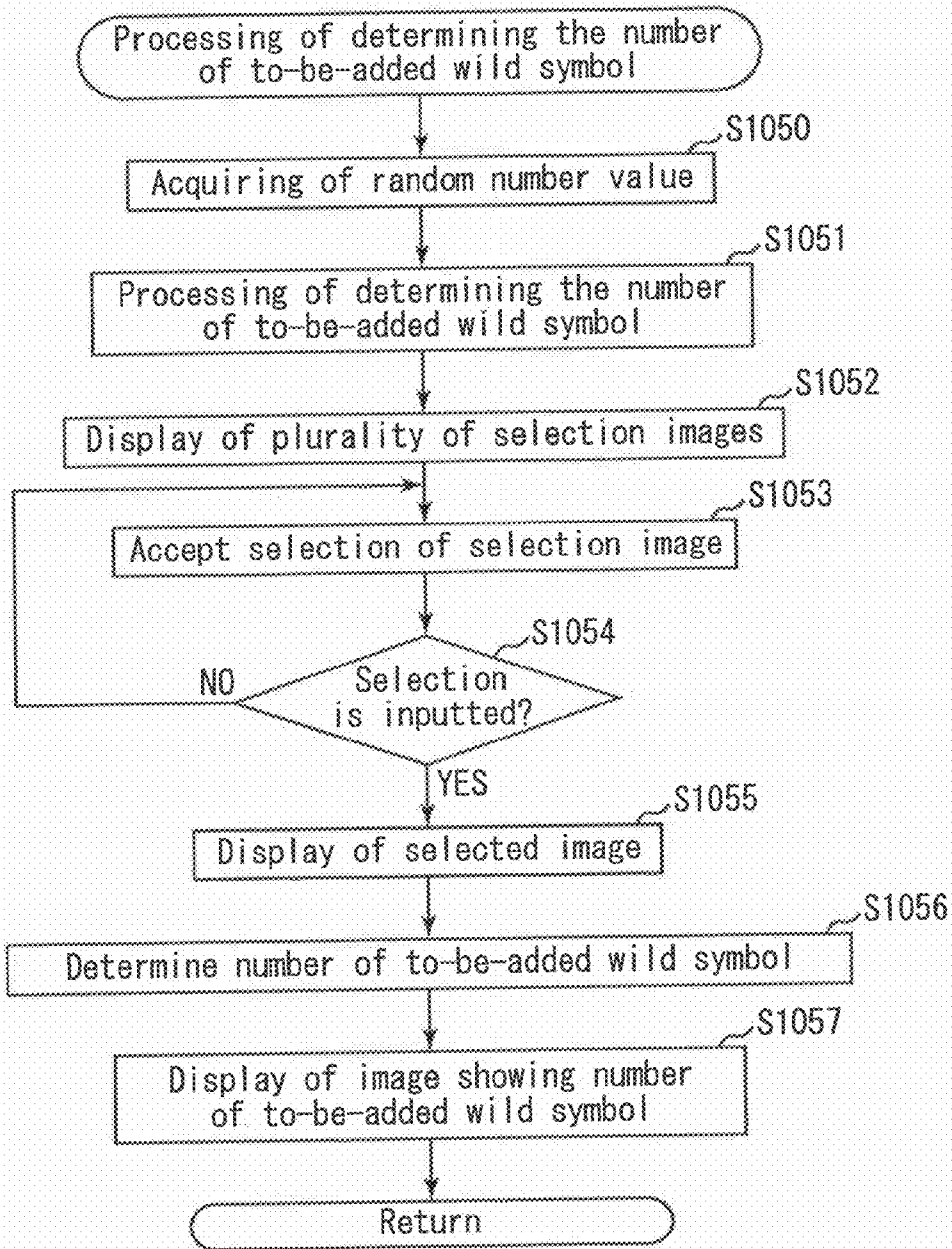 Processing of determining the number
of to-be-added wild symbol
S1050
Acquiring of random number value
S1051
Processing of determining the number
of to-be-added wild symbol
S1052
Display of plurality of selection images
S1053
Accept selection of selection image
S1054
NO
Selection
is inputted?
YES
S1055
Display of selected image
S1056
Determine number of to-be-added wild symbol
S1057
Display of image showing number
of to-be-added wild symbol
Return